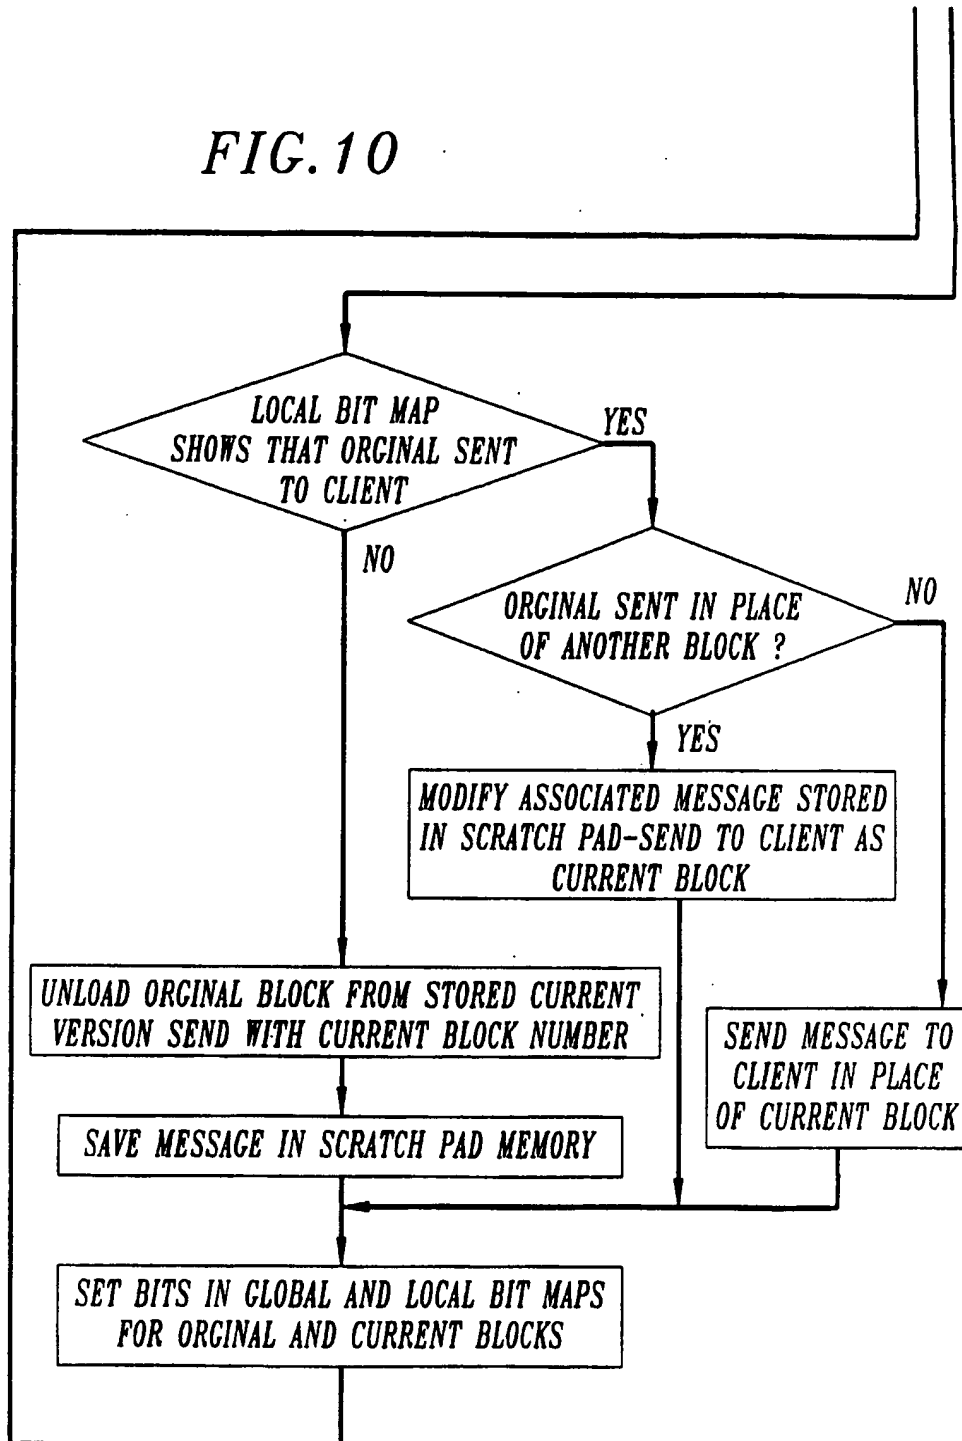 FIG.10
LOCAL BIT MAP
SHOWS THAT ORGINAL SENT
TO CLIENT
YES
NO
ORGINAL SENT IN PLACE
OF ANOTHER BLOCK ?
NO
YES
MODIFY ASSOCIATED MESSAGE STORED
IN SCRATCH PAD-SEND TO CLIENT AS
CURRENT BLOCK
UNLOAD ORGINAL BLOCK FROM STORED CURRENT
VERSION SEND WITH CURRENT BLOCK NUMBER
SEND MESSAGE TO
CLIENT IN PLACE
OF CURRENT BLOCK
SAVE MESSAGE IN SCRATCH PAD MEMORY
SET BITS IN GLOBAL AND LOCAL BIT MAPS
FOR ORGINAL AND CURRENT BLOCKS